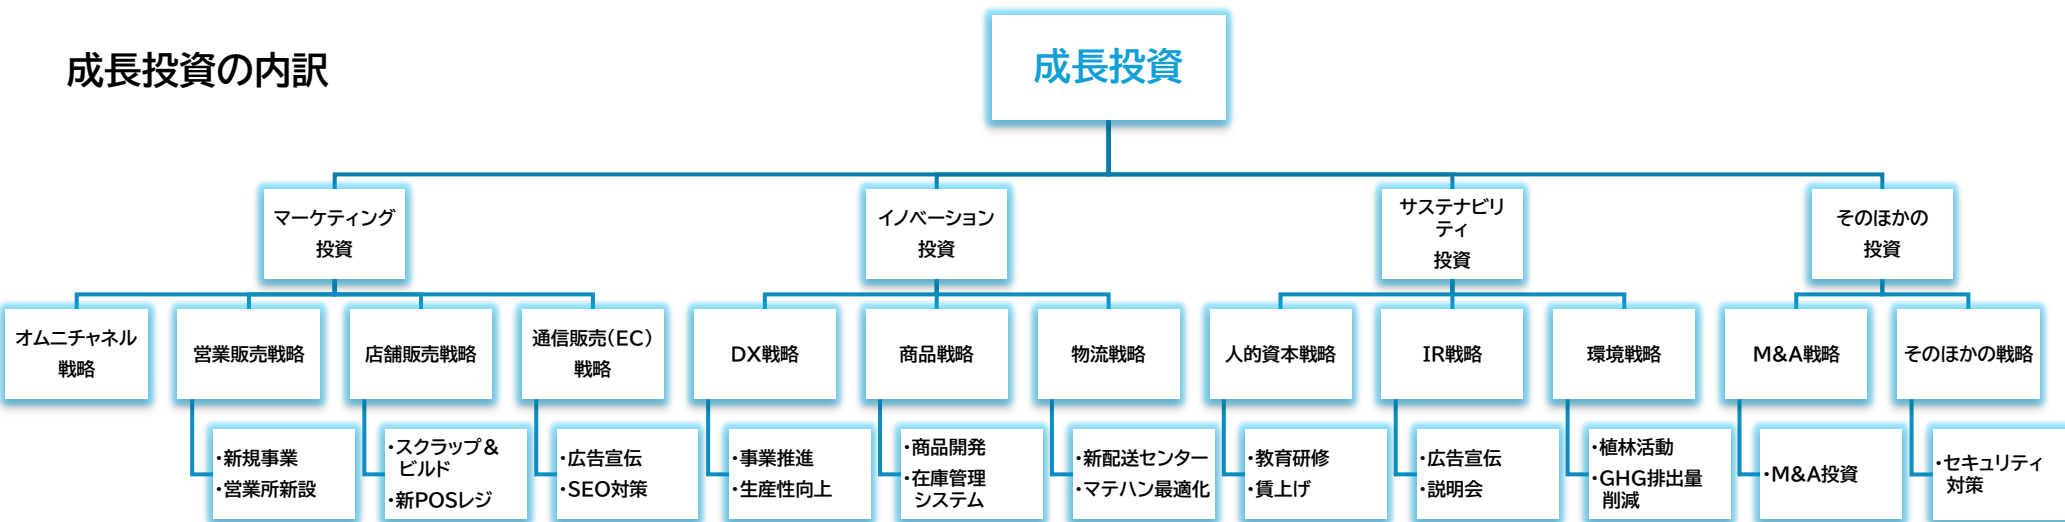 成長投資の内訳
成長投資
マーケティング
投資
イノベーション
投資
サステナビリ
ティ
投資
そのほかの
投資
オムニチャネル
戦略
営業販売戦略
店舗販売戦略
通信販売(EC)
戦略
DX戦略
商品戦略
物流戦略
人的資本戦略
IR戦略
環境戦略
M&A戦略
そのほかの戦略
・新規事業
・営業所新設
・スクラップ&
ビルド
・新POSレジ
・広告宣伝
・SEO対策
・事業推進
・生産性向上
・商品開発
・在庫管理
システム
・新配送センター
・マテハン最適化
・教育研修
・賃上げ
・広告宣伝
・説明会
・植林活動
・GHG排出量
削減
・M&A投資
・セキュリティ
対策